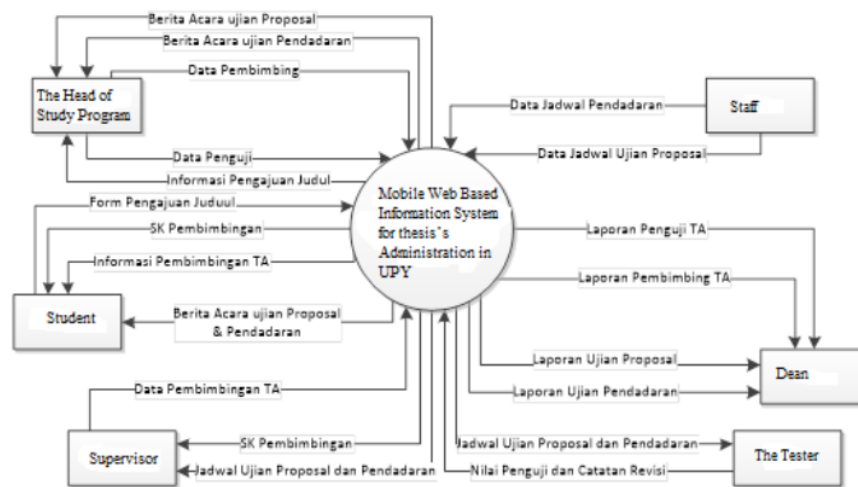 Berita Acara ujian Proposal
Berita Acara ujian Pendadaran
Data Pembimbing
The Head of
Study Program
Data Penguji
Informasi Pengajuan Judul
Form Pengajuan Juduul
SK Pembimbingan
Informasi Pembimbingan TA
Student
Berita Acara ujian Proposal
& Pendadaran
Data Pembimbingan TA
SK Pembimbingan
Supervisor
Jadwal Ujian Proposal dan Pendadaran
Mobile Web Based
Information System
for thesis's
Administration in
UPY
Data Jadwal Pendadaran
Staff
Data Jadwal Ujian Proposal
Laporan Penguji TA
Laporan Pembimbing TA
Laporan Ujian Proposal
Dean
Laporan Ujian Pendadaran
Jadwal Ujian Proposal dan Pendadaran
The Tester
Nilai Penguji dan Catatan Revisi